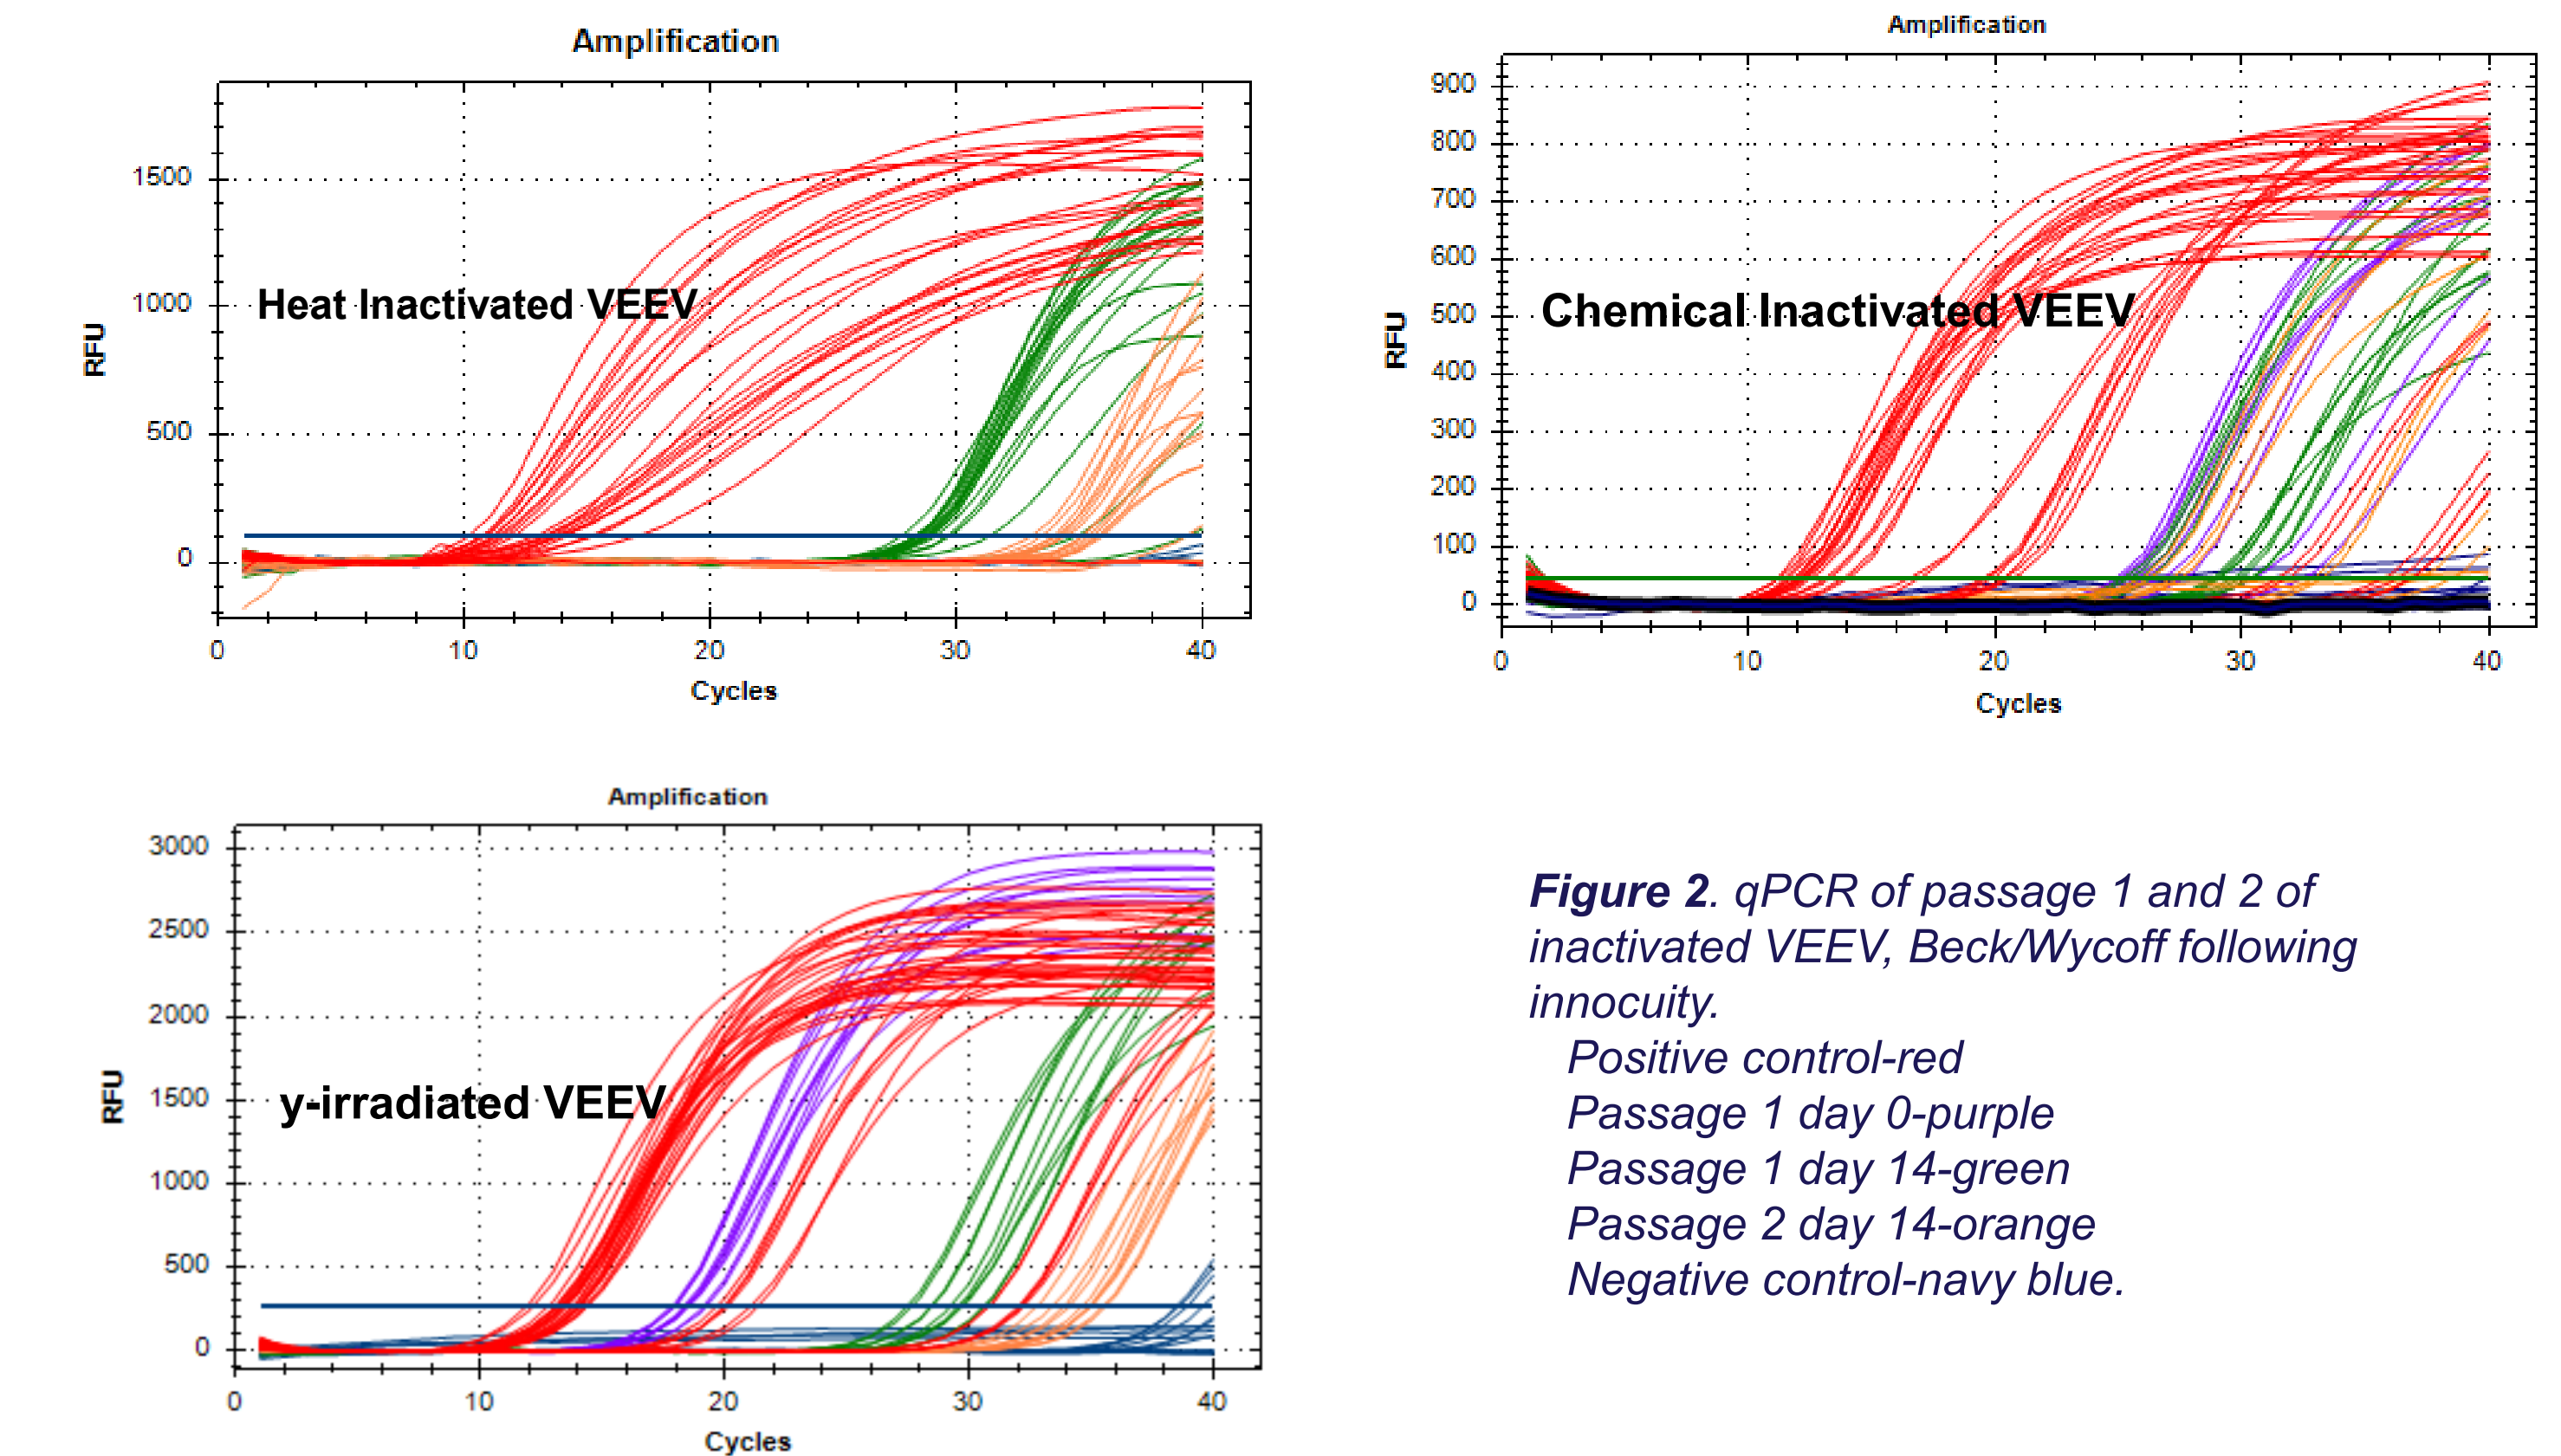 Amplification
1500
1000
500
0
RFU
Heat Inactivated VEEV
0 10 20 30 40
Cycles
Amplification
900
800
700
600
500
400
300
200
100
0
RFU
Chemical Inactivated VEEV
0 10 20 30 40
Cycles
Amplification
3000
2500
2000
1500
1000
500
0
RFU
y-irradiated VEEV
0 10 20 30 40
Cycles
Figure 2. qPCR of passage 1 and 2 of
inactivated VEEV, Beck/Wycoff following
innocuity.
Positive control-red
Passage 1 day 0-purple
Passage 1 day 14-green
Passage 2 day 14-orange
Negative control-navy blue.